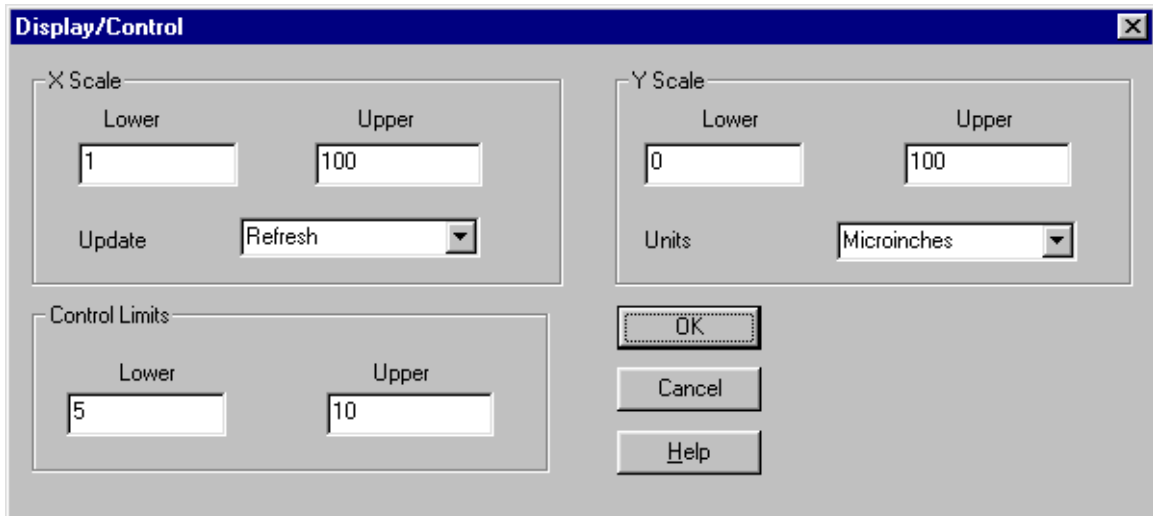 Display/Control
X Scale
Lower Upper
1 100
Update Refresh
Y Scale
Lower Upper
0 100
Units Microinches
Control Limits
Lower Upper
5 10
OK
Cancel
Help